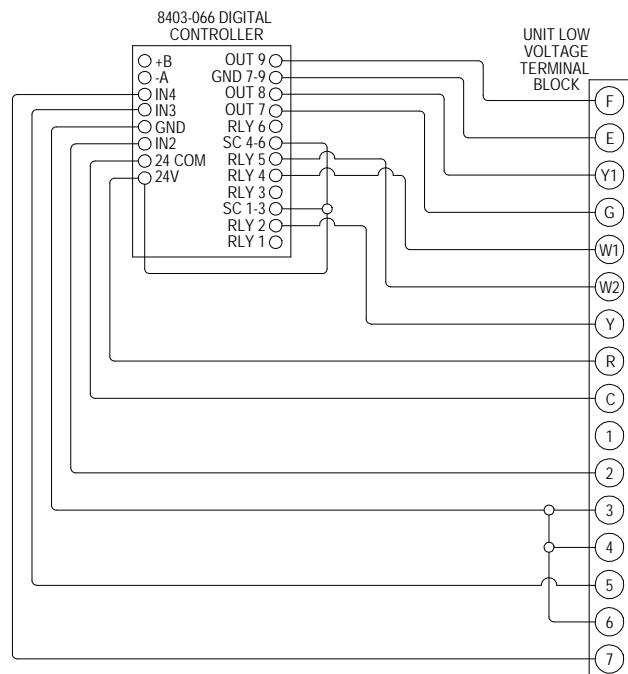 8403-066 DIGITAL
CONTROLLER
+B
-A
IN4
IN3
GND
IN2
24 COM
24V
OUT 9
GND 7-9
OUT 8
OUT 7
RLY 6
SC 4-6
RLY 5
RLY 4
RLY 3
SC 1-3
RLY 2
RLY 1
UNIT LOW
VOLTAGE
TERMINAL
BLOCK
F
E
Y1
G
W1
W2
Y
R
C
1
2
3
4
5
6
7